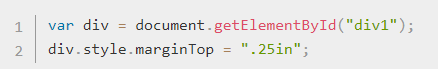 1 var div = document.getElementById("div1");
2 div.style.marginTop = ".25in";